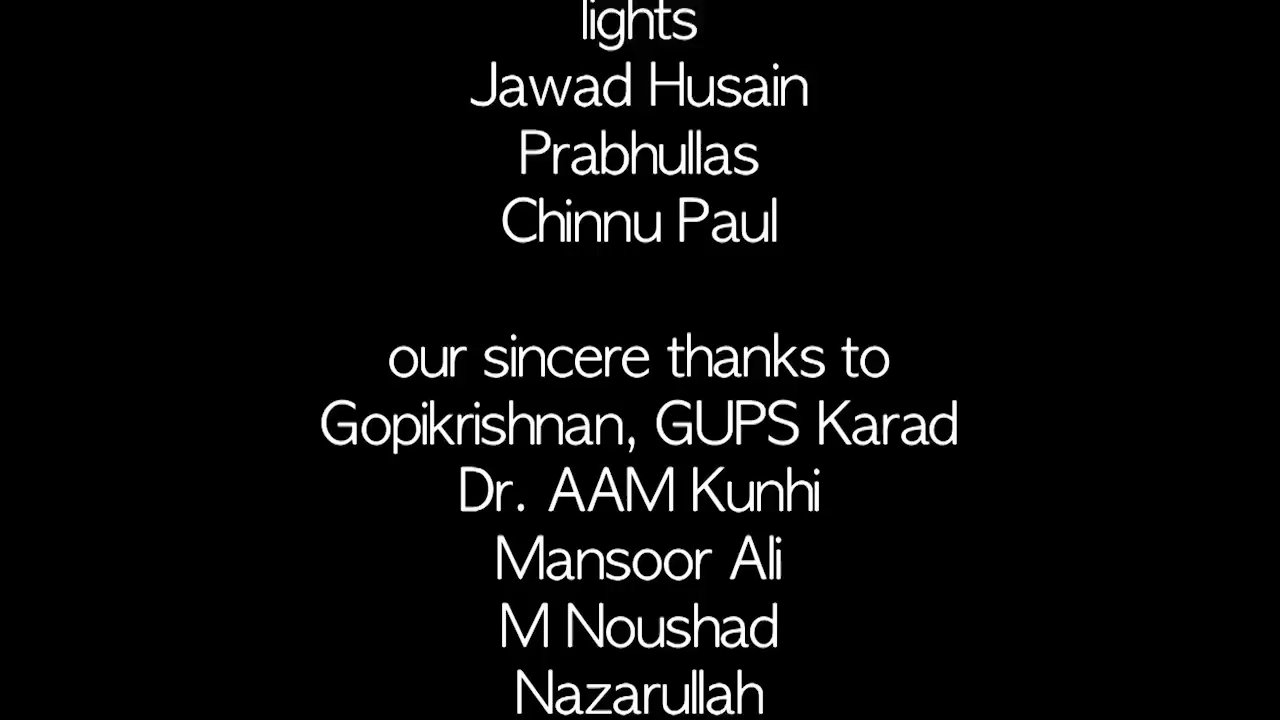 lights
Jawad Husain
Prabhullas
Chinnu Paul
our sincere thanks to
Gopikrishnan, GUPS Karad
Dr. AAM Kunhi
Mansoor Ali
M Noushad
Nazarullah